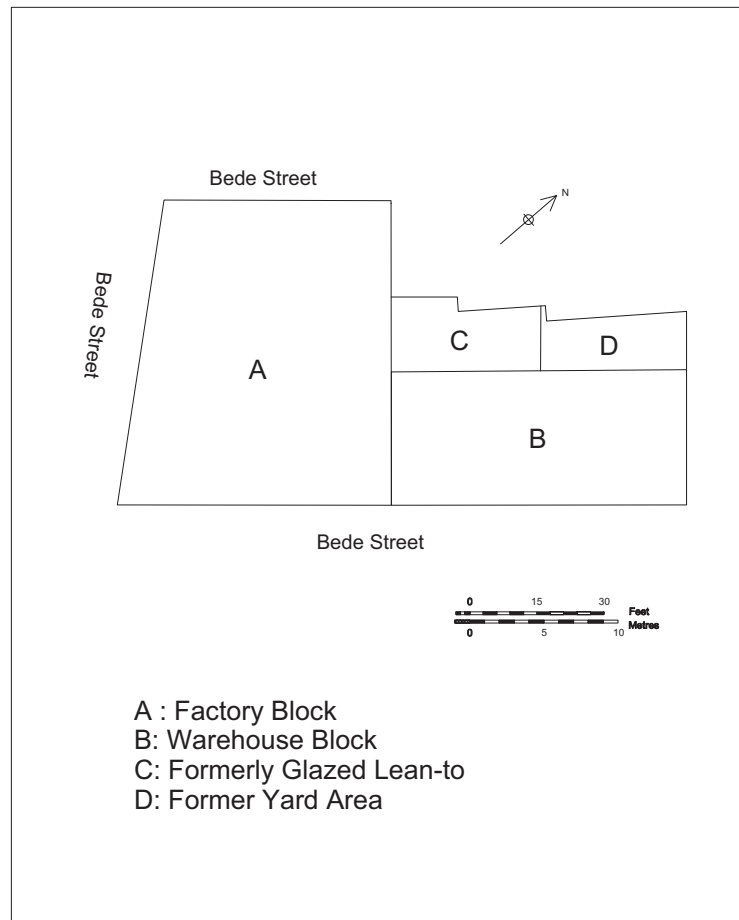 Bede Street
N
Bede Street
C
D
A
B
Bede Street
0 15 30 Feet
0 5 10 Metres
A : Factory Block
B: Warehouse Block
C: Formerly Glazed Lean-to
D: Former Yard Area